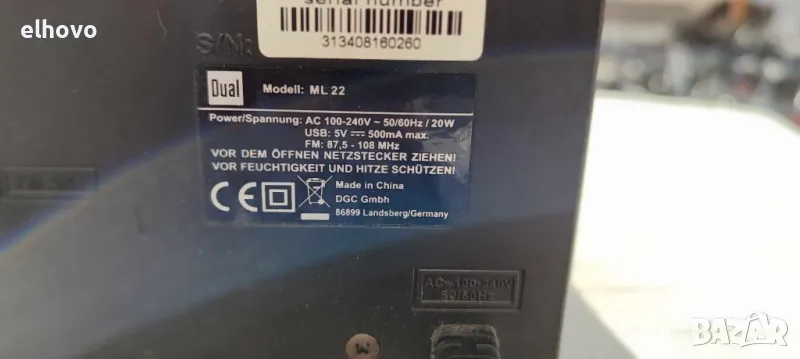 elhovo
serial number
S/N:
313408160260
Dual
Modell: ML 22
Power/Spannung: AC 100-240V ~ 50/60Hz / 20W
USB: 5V ⎓ 500mA max.
FM: 87,5 - 108 MHz
VOR DEM ÖFFNEN NETZSTECKER ZIEHEN!
VOR FEUCHTIGKEIT UND HITZE SCHÜTZEN!
CE
Made in China
DGC Gmbh
86899 Landsberg/Germany
AC~100-240V
50/60Hz
BAZAR